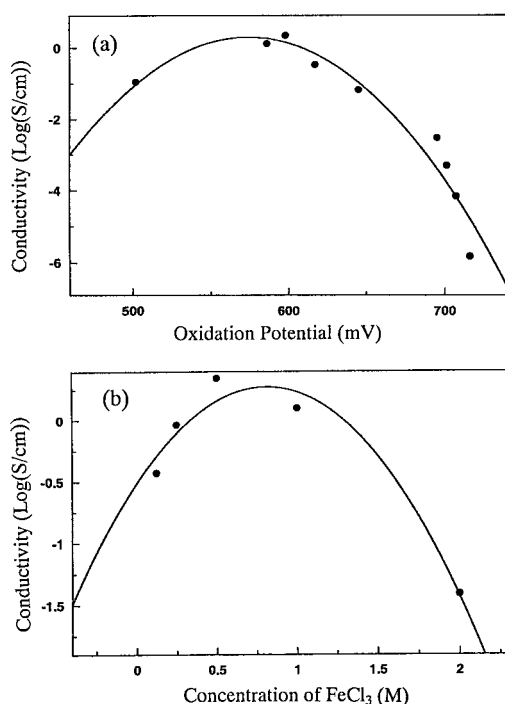 (a)
Conductivity (Log(S/cm))
0
-2
-4
-6
500 600 700
Oxidation Potential (mV)
(b)
Conductivity (Log(S/cm))
0
-0.5
-1
-1.5
0 0.5 1 1.5 2
Concentration of FeCl₃ (M)